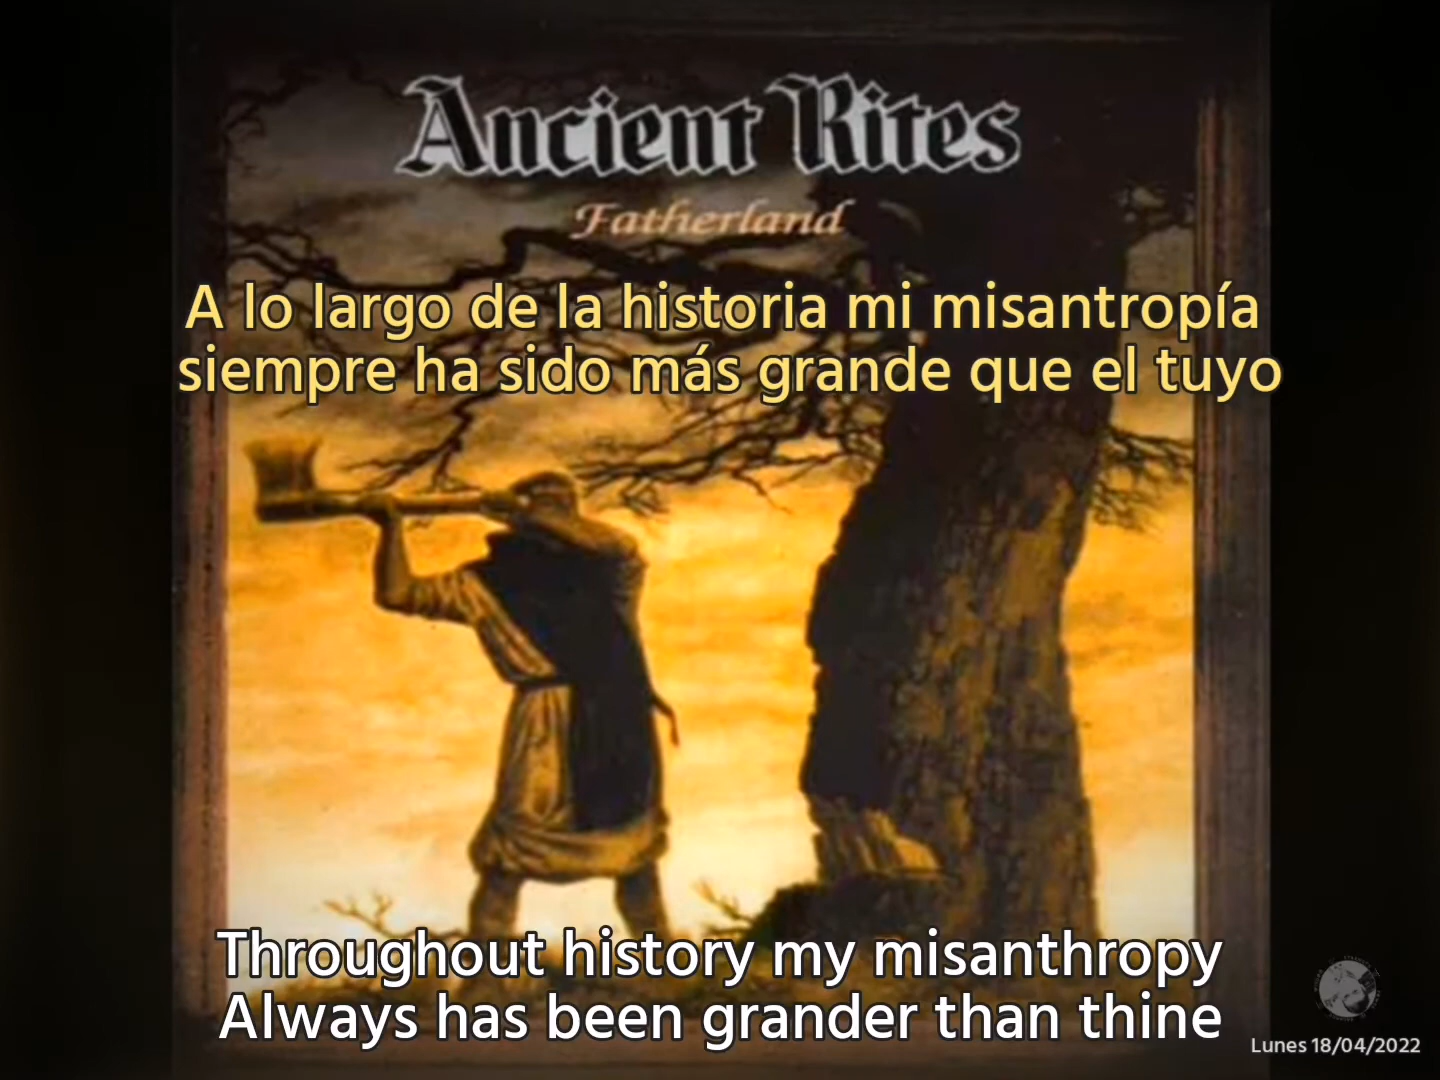 Ancient Rites
Fatherland
A lo largo de la historia mi misantropía
siempre ha sido más grande que el tuyo
Throughout history my misanthropy
Always has been grander than thine
Lunes 18/04/2022